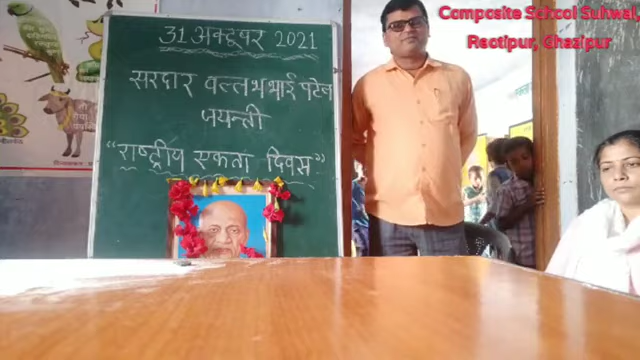 Composite School Suhwal,
Reotipur, Ghazipur
31 अक्टूबर 2021
सरदार वल्लभभाई पटेल
जयन्ती
"राष्ट्रीय एकता दिवस"